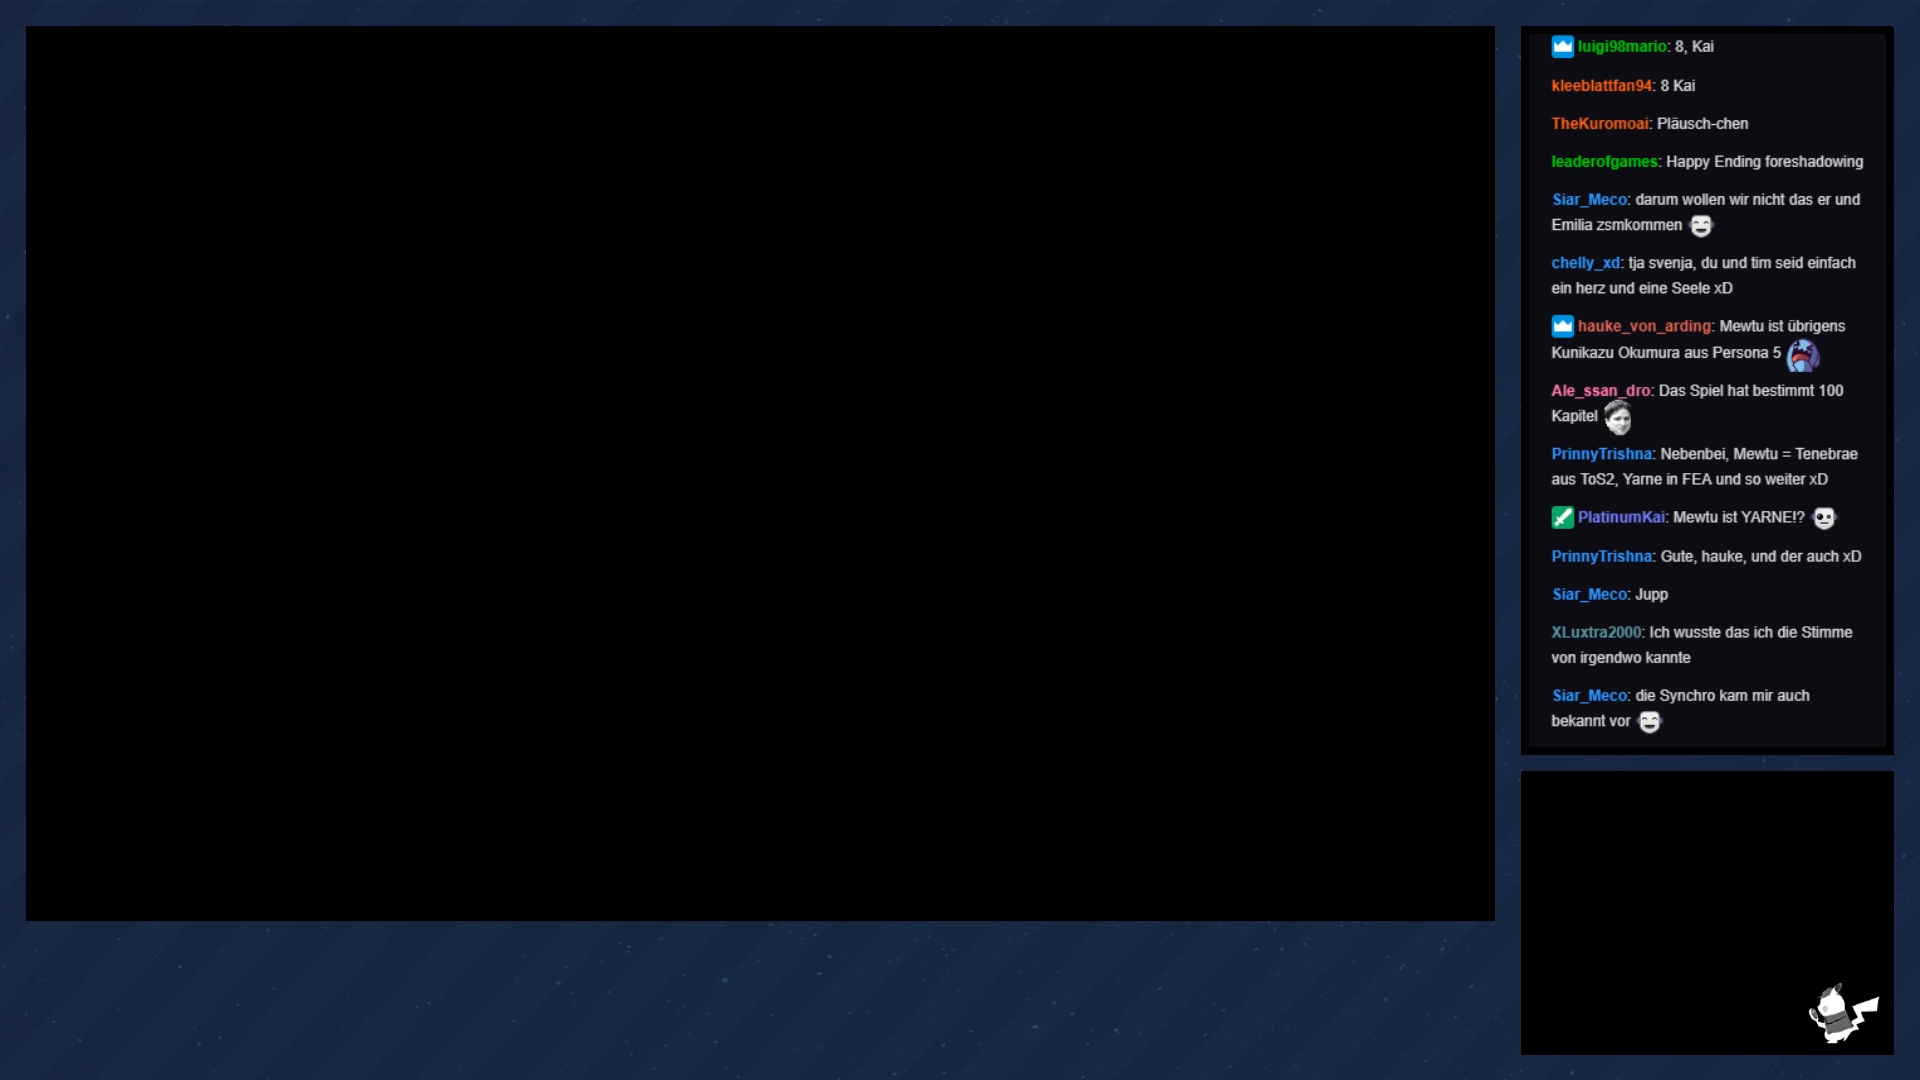 luigi98mario: 8, Kai
kleeblattfan94: 8 Kai
TheKuromoai: Pläusch-chen
leaderofgames: Happy Ending foreshadowing
Siar_Meco: darum wollen wir nicht das er und
Emilia zsmkommen
chelly_xd: tja svenja, du und tim seid einfach
ein herz und eine Seele xD
hauke_von_arding: Mewtu ist übrigens
Kunikazu Okumura aus Persona 5
Ale_ssan_dro: Das Spiel hat bestimmt 100
Kapitel
PrinnyTrishna: Nebenbei, Mewtu = Tenebrae
aus ToS2, Yarne in FEA und so weiter xD
PlatinumKai: Mewtu ist YARNE!?
PrinnyTrishna: Gute, hauke, und der auch xD
Siar_Meco: Jupp
XLuxtra2000: Ich wusste das ich die Stimme
von irgendwo kannte
Siar_Meco: die Synchro kam mir auch
bekannt vor